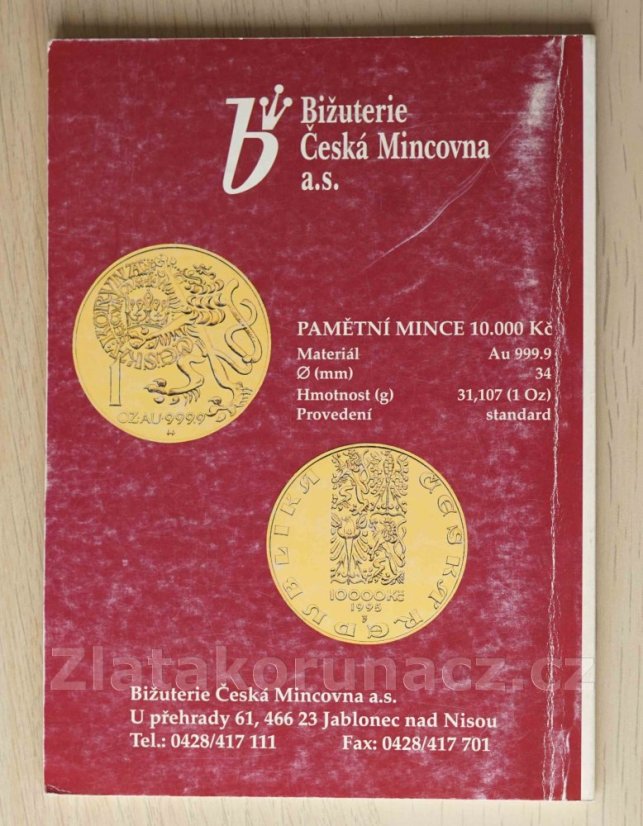 Bižuterie
Česká Mincovna
a.s.
1
OZ.AU·999.9
PAMĚTNÍ MINCE 10.000 Kč
Materiál Au 999.9
Ø (mm) 34
Hmotnost (g) 31,107 (1 Oz)
Provedení standard
ČESKÁ REPUBLIKA
10000 Kč
1995
Zlatakorunacz.cz
Bižuterie Česká Mincovna a.s.
U přehrady 61, 466 23 Jablonec nad Nisou
Tel.: 0428/417 111 Fax: 0428/417 701